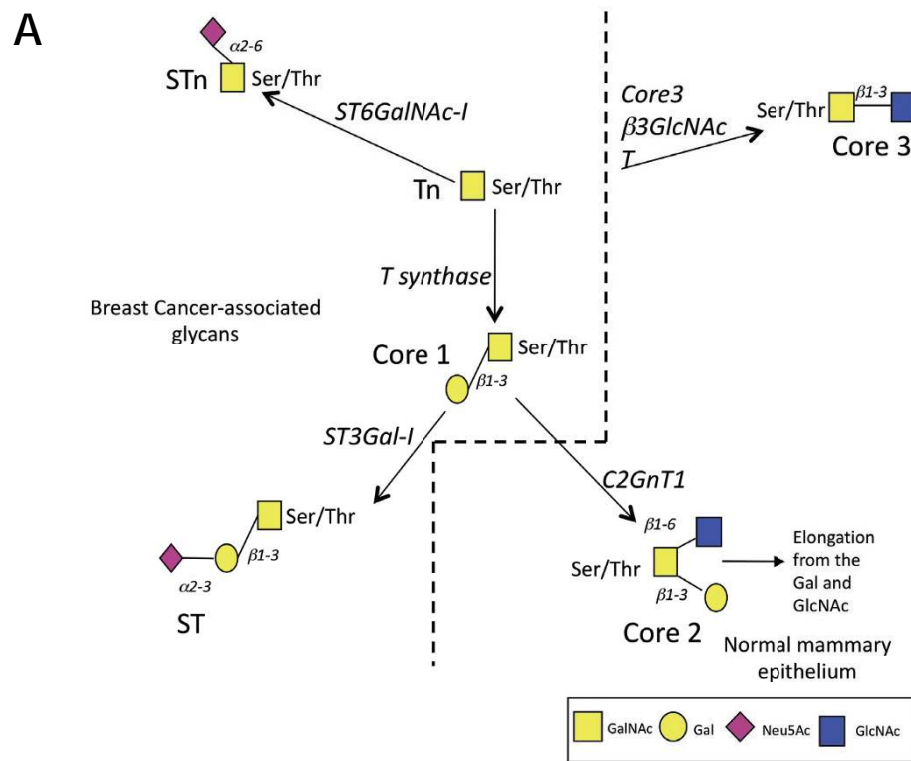 A
α2-6
STn
Ser/Thr
ST6GalNAc-I
Tn
Ser/Thr
Core3
β3GlcNAc
T
Ser/Thr
β1-3
Core 3
T synthase
Breast Cancer-associated
glycans
Core 1
Ser/Thr
β1-3
ST3Gal-I
C2GnT1
Ser/Thr
β1-3
α2-3
ST
β1-6
Ser/Thr
β1-3
Core 2
Elongation
from the
Gal and
GlcNAc
Normal mammary
epithelium
GalNAc
Gal
Neu5Ac
GlcNAc